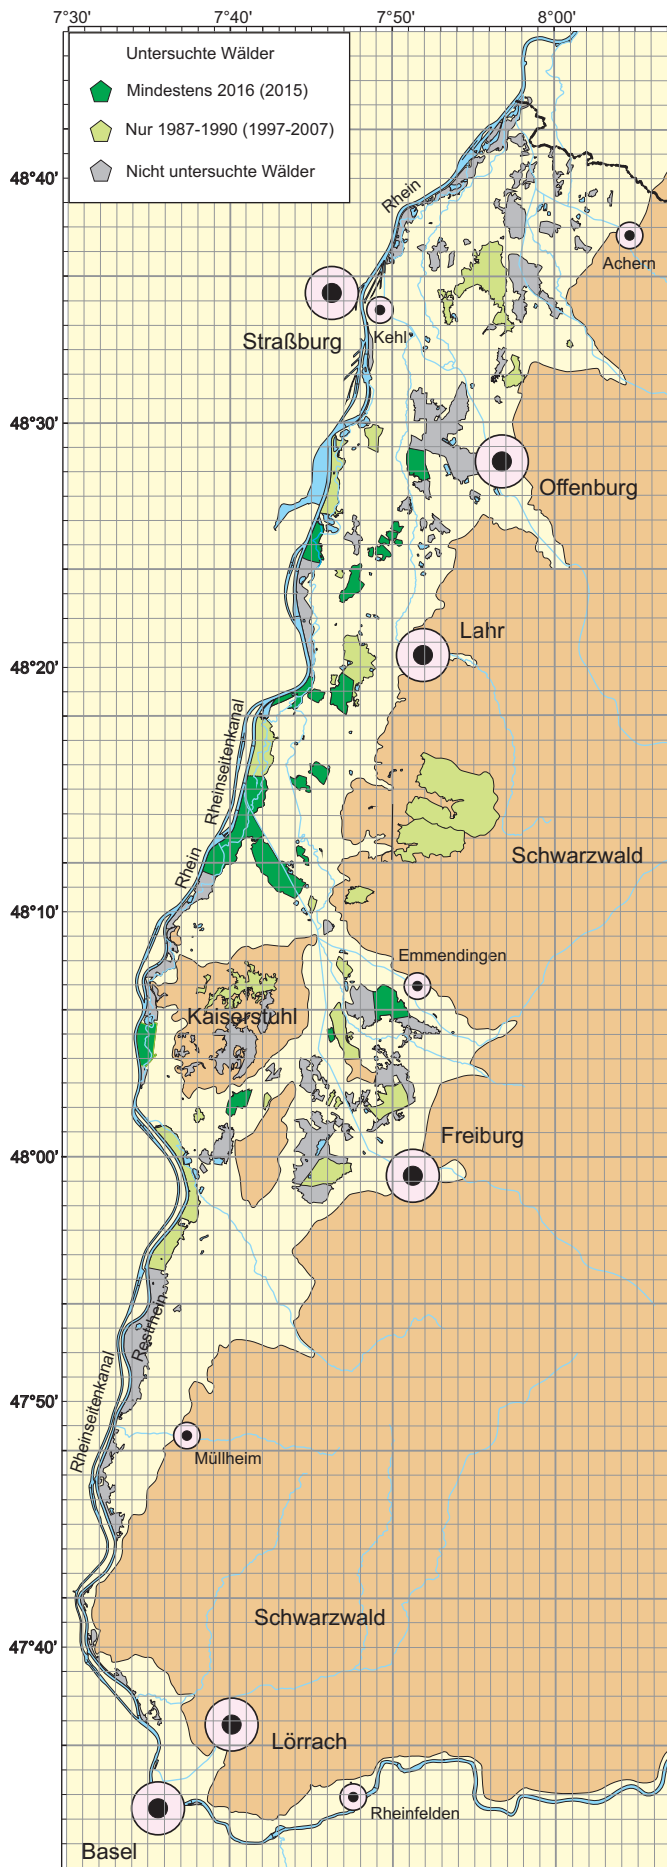 7°30' 7°40' 7°50' 8°00'
Untersuchte Wälder
Mindestens 2016 (2015)
Nur 1987-1990 (1997-2007)
Nicht untersuchte Wälder
48°40'
Rhein
Achern
Straßburg
Kehl
48°30'
Offenburg
Lahr
48°20'
Rheinseitenkanal
Rhein
Schwarzwald
48°10'
Emmendingen
Kaiserstuhl
Freiburg
48°00'
Restrhein
Rheinseitenkanal
47°50'
Müllheim
Schwarzwald
47°40'
Lörrach
Rheinfelden
Basel